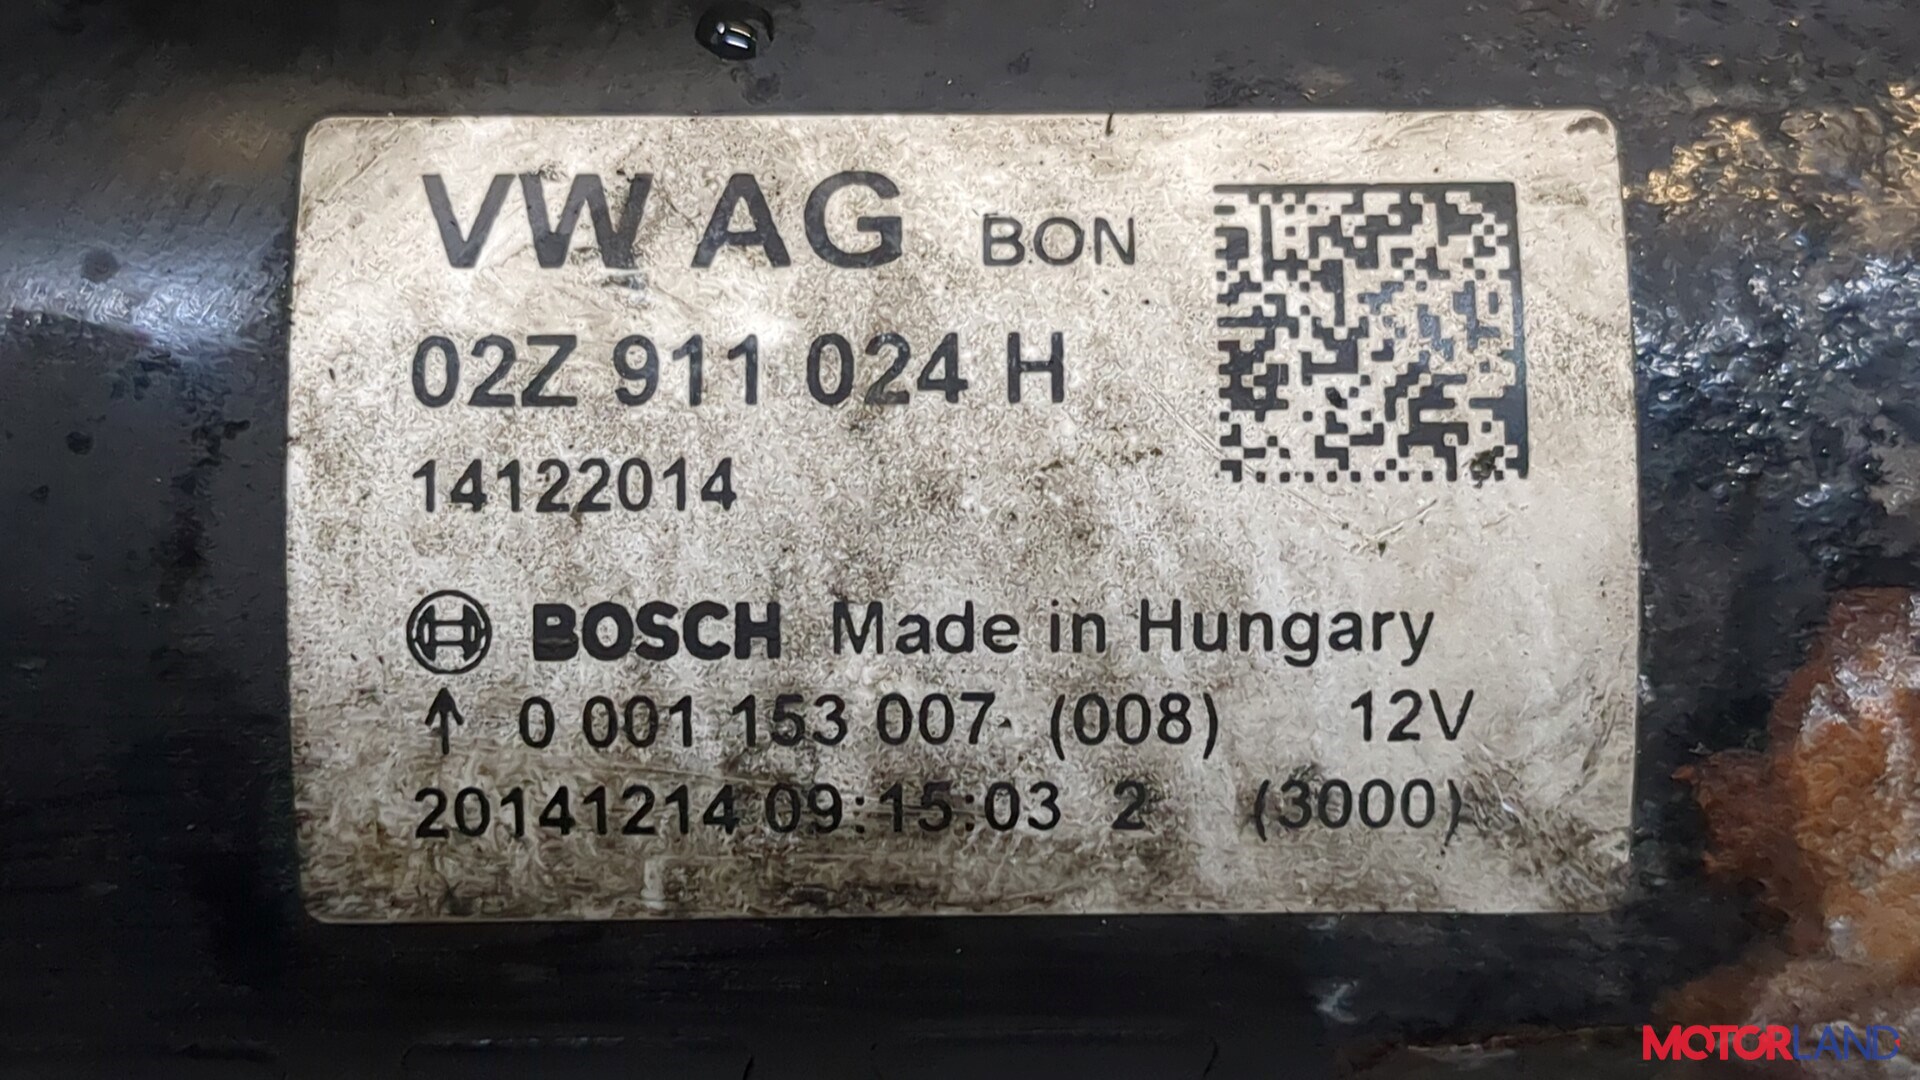 VW AG BON
02Z 911 024 H
14122014
BOSCH Made in Hungary
↑ 0 001 153 007 (008) 12V
20141214 09:15:03 2 (3000)
MOTORLAND